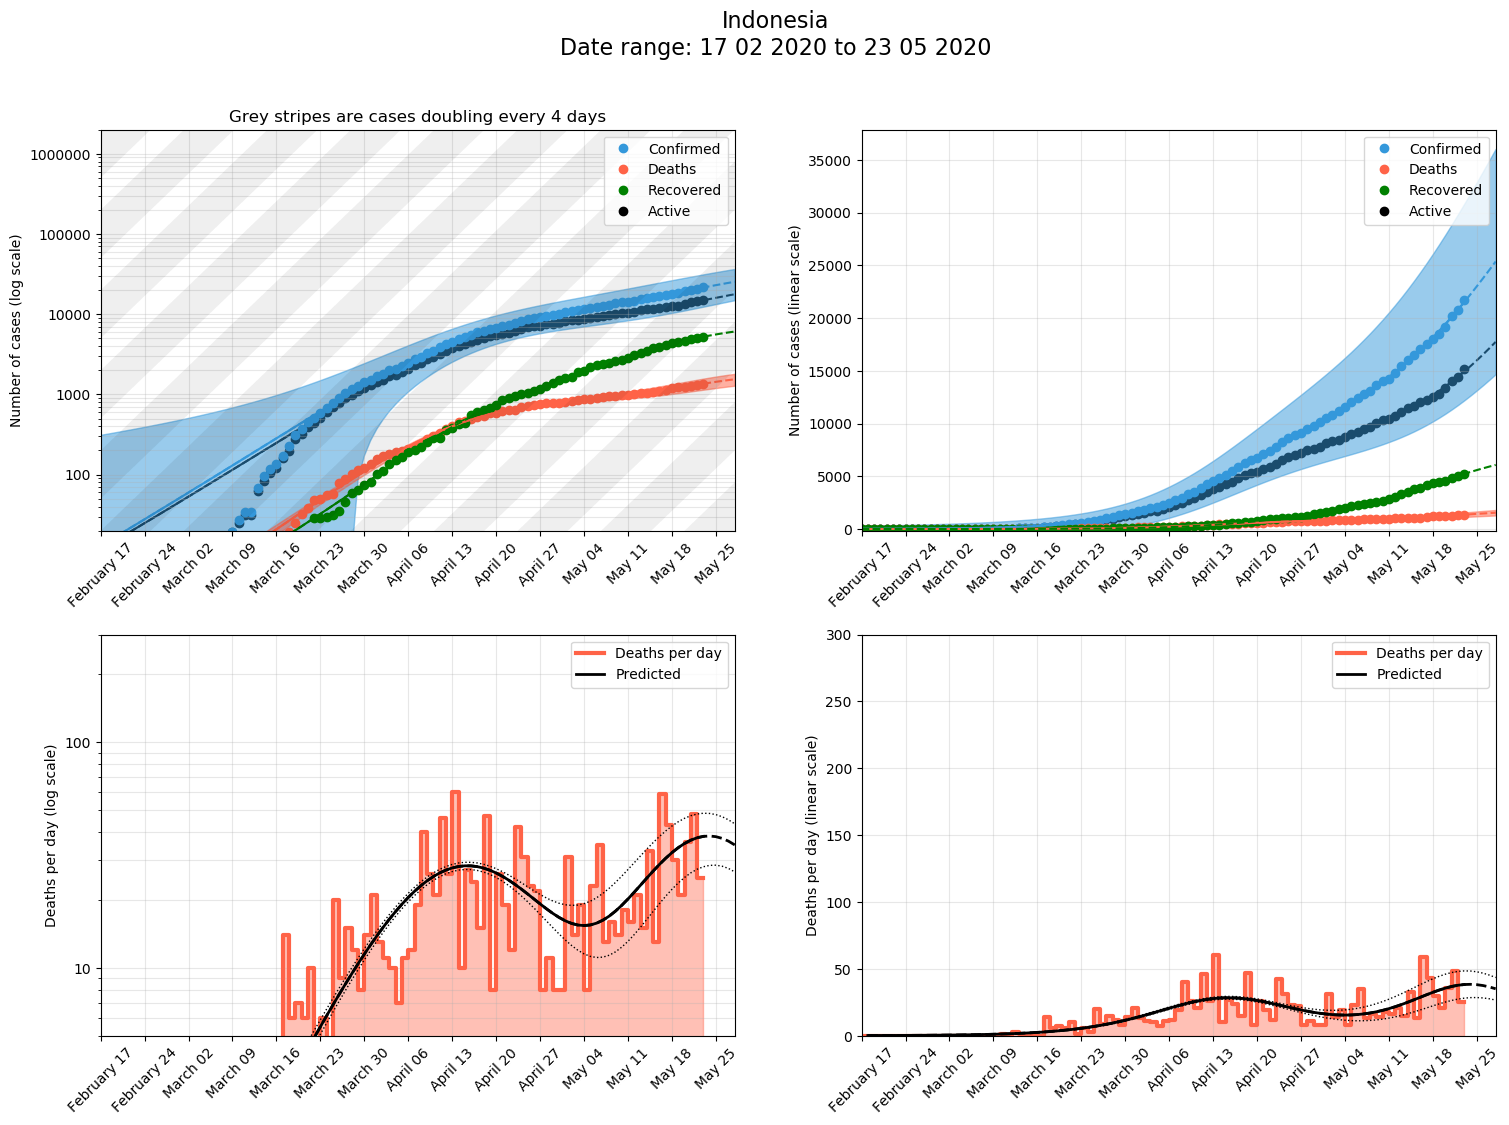 Indonesia
Date range: 17 02 2020 to 23 05 2020
Grey stripes are cases doubling every 4 days
Number of cases (log scale)
1000000
100000
10000
1000
100
Confirmed
Deaths
Recovered
Active
February 17
February 24
March 02
March 09
March 16
March 23
March 30
April 06
April 13
April 20
April 27
May 04
May 11
May 18
May 25
Number of cases (linear scale)
35000
30000
25000
20000
15000
10000
5000
0
Confirmed
Deaths
Recovered
Active
February 17
February 24
March 02
March 09
March 16
March 23
March 30
April 06
April 13
April 20
April 27
May 04
May 11
May 18
May 25
Deaths per day (log scale)
100
10
Deaths per day
Predicted
February 17
February 24
March 02
March 09
March 16
March 23
March 30
April 06
April 13
April 20
April 27
May 04
May 11
May 18
May 25
Deaths per day (linear scale)
300
250
200
150
100
50
0
Deaths per day
Predicted
February 17
February 24
March 02
March 09
March 16
March 23
March 30
April 06
April 13
April 20
April 27
May 04
May 11
May 18
May 25